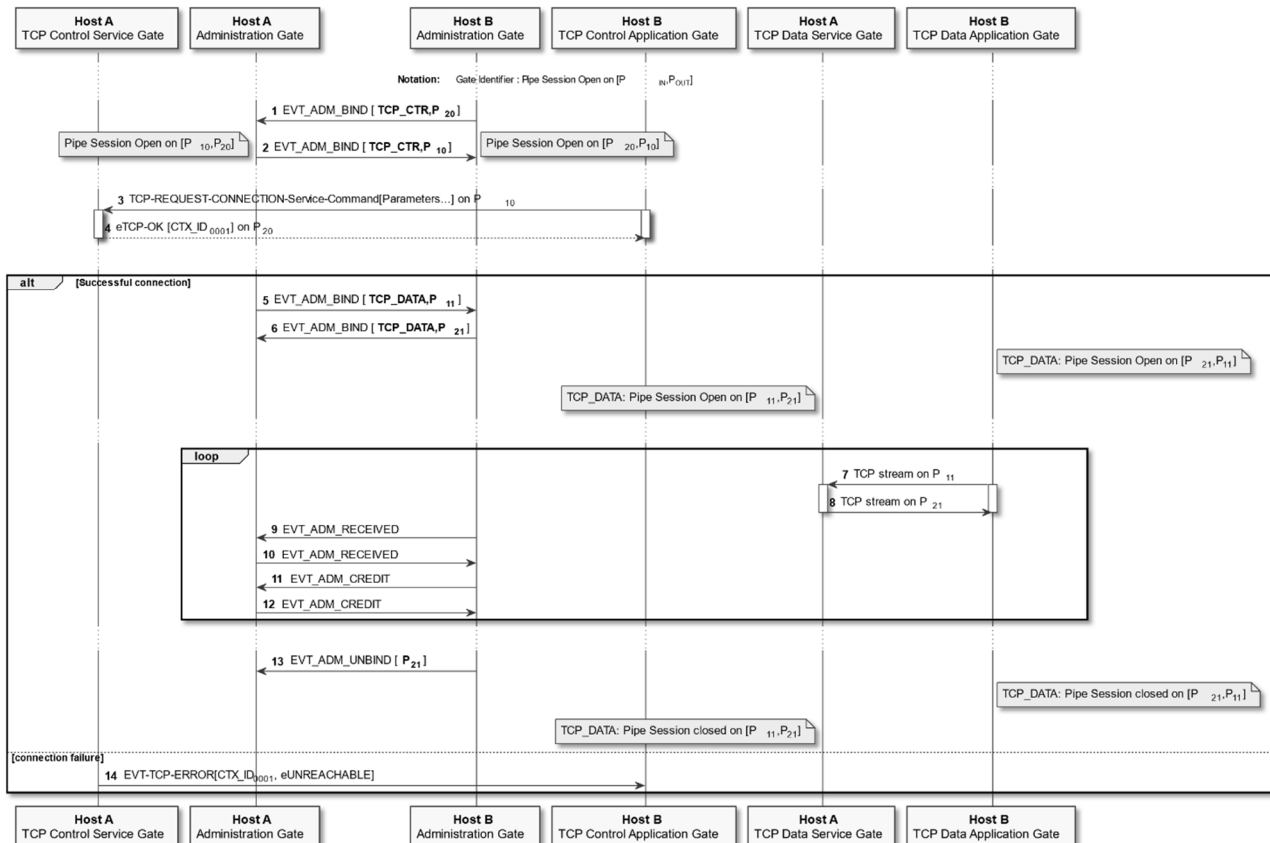 Host A
TCP Control Service Gate
Host A
Administration Gate
Host B
Administration Gate
Host B
TCP Control Application Gate
Host A
TCP Data Service Gate
Host B
TCP Data Application Gate
Notation: Gate Identifier : Pipe Session Open on [P IN,POUT]
1 EVT_ADM_BIND [ TCP_CTR,P 20]
Pipe Session Open on [P 10,P20]
2 EVT_ADM_BIND [ TCP_CTR,P 10]
Pipe Session Open on [P 20,P10]
3 TCP-REQUEST-CONNECTION-Service-Command[Parameters...] on P 10
4 eTCP-OK [CTX_ID0001] on P20
alt [Successful connection]
5 EVT_ADM_BIND [ TCP_DATA,P 11]
6 EVT_ADM_BIND [ TCP_DATA,P 21]
TCP_DATA: Pipe Session Open on [P 21,P11]
TCP_DATA: Pipe Session Open on [P 11,P21]
loop
7 TCP stream on P 11
8 TCP stream on P 21
9 EVT_ADM_RECEIVED
10 EVT_ADM_RECEIVED
11 EVT_ADM_CREDIT
12 EVT_ADM_CREDIT
13 EVT_ADM_UNBIND [ P21]
TCP_DATA: Pipe Session closed on [P 21,P11]
TCP_DATA: Pipe Session closed on [P 11,P21]
[connection failure]
14 EVT-TCP-ERROR[CTX_ID0001, eUNREACHABLE]
Host A
TCP Control Service Gate
Host A
Administration Gate
Host B
Administration Gate
Host B
TCP Control Application Gate
Host A
TCP Data Service Gate
Host B
TCP Data Application Gate